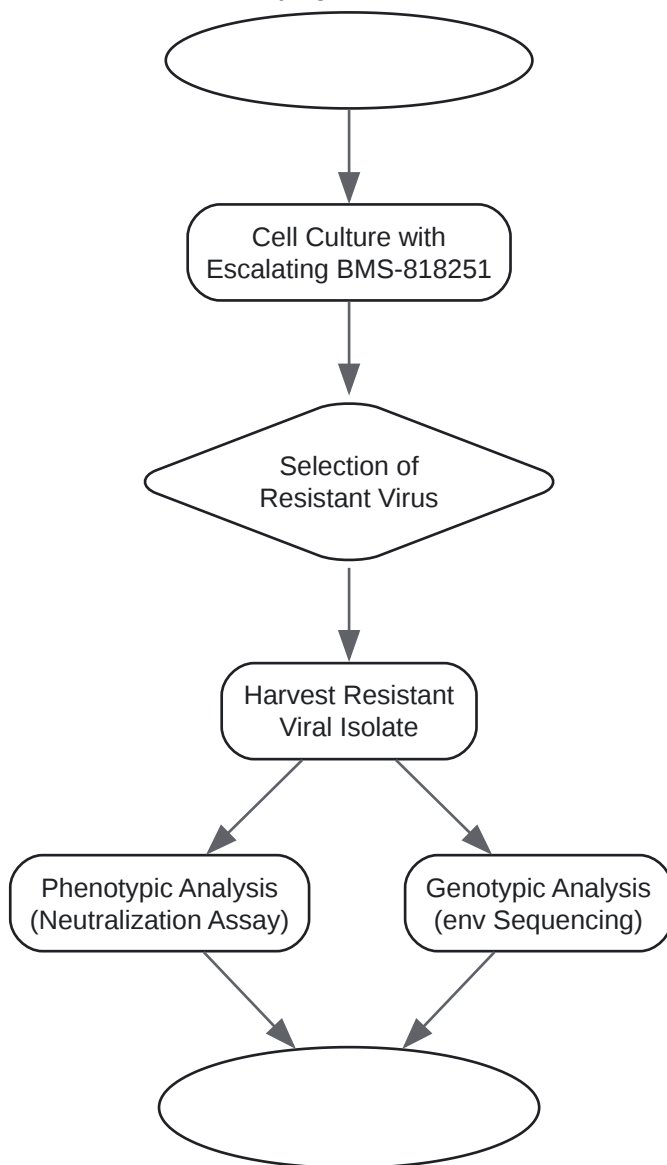 Cell Culture with
Escalating BMS-818251
Selection of
Resistant Virus
Harvest Resistant
Viral Isolate
Phenotypic Analysis
(Neutralization Assay)
Genotypic Analysis
(env Sequencing)